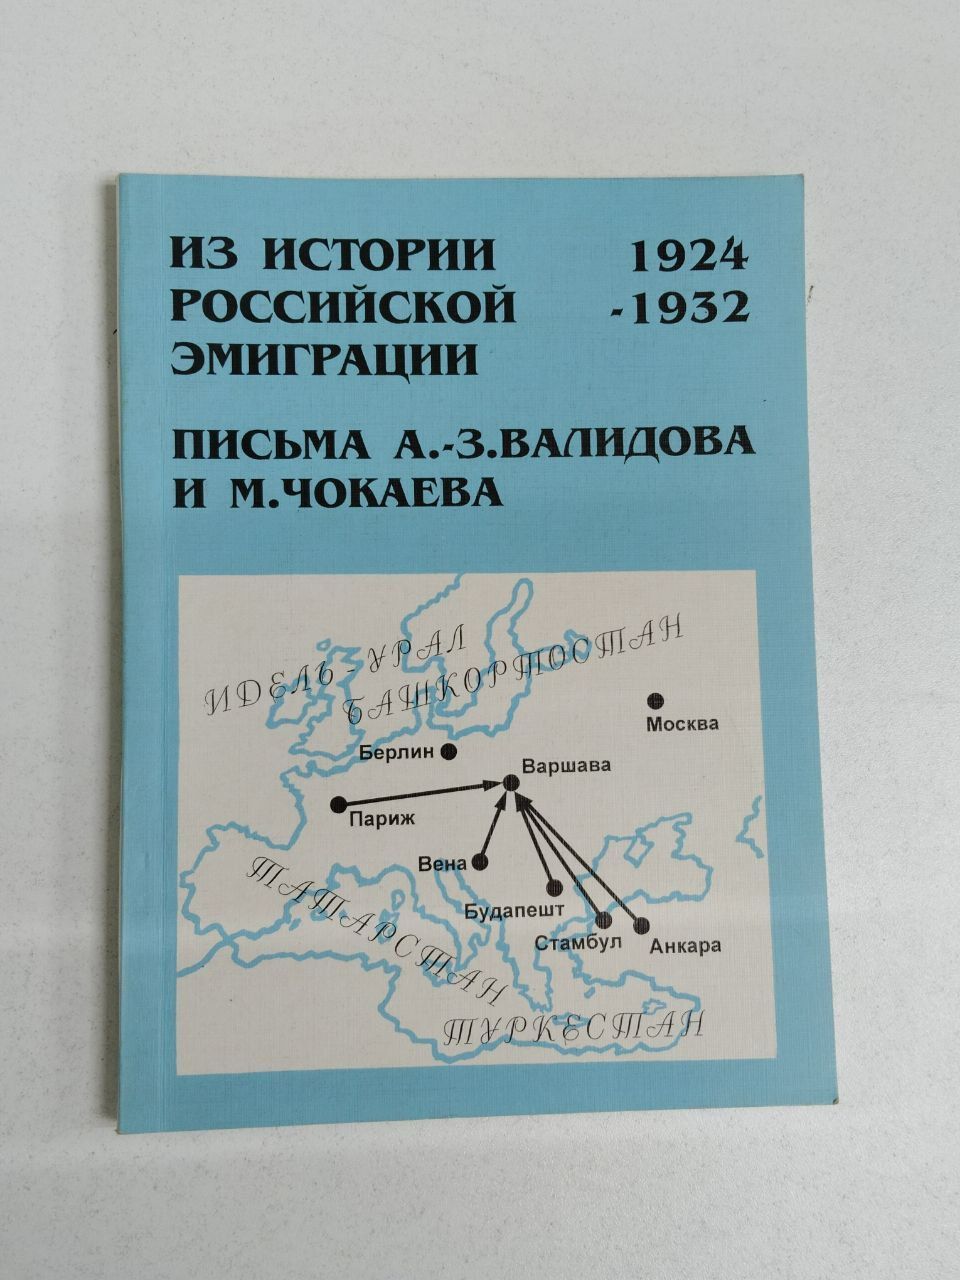 ИЗ ИСТОРИИ 1924
РОССИЙСКОЙ -1932
ЭМИГРАЦИИ
ПИСЬМА А.-З.ВАЛИДОВА
И М.ЧОКАЕВА
ИДЕЛЬ-УРАЛ
БАШКОРТОСТАН
Москва
Берлин
Варшава
Париж
Вена
ТАТАРСТАН
Будапешт
Стамбул
Анкара
ТУРКЕСТАН